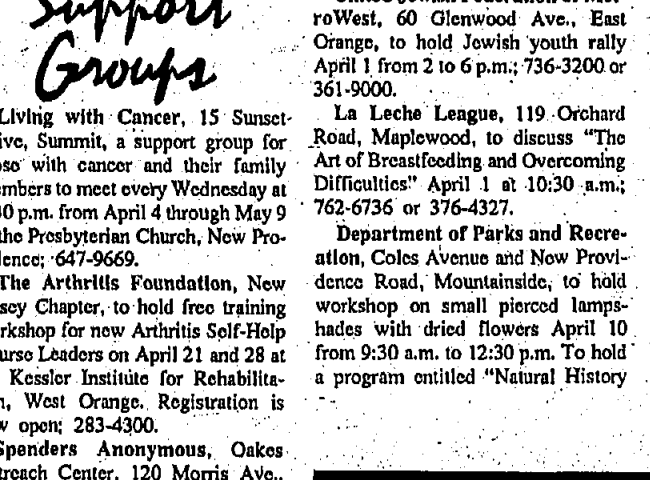 Support
Groups
Living with Cancer, 15 Sunset
ive, Summit, a support group for
ose with cancer and their family
mbers to meet every Wednesday at
0 p.m. from April 4 through May 9
the Presbyterian Church, New Pro-
dence; 647-9669.
The Arthritis Foundation, New
sey Chapter, to hold free training
rkshop for new Arthritis Self-Help
urse Leaders on April 21 and 28 at
Kessler Institute for Rehabilita-
n, West Orange. Registration is
w open; 283-4300.
Spenders Anonymous, Oakes
treach Center, 120 Morris Ave.,
roWest, 60 Glenwood Ave., East
Orange, to hold Jewish youth rally
April 1 from 2 to 6 p.m.; 736-3200 or
361-9000.
La Leche League, 119 Orchard
Road, Maplewood, to discuss "The
Art of Breastfeeding and Overcoming
Difficulties" April 1 at 10:30 a.m.;
762-6736 or 376-4327.
Department of Parks and Recre-
ation, Coles Avenue and New Provi-
dence Road, Mountainside, to hold
workshop on small pierced lamps-
hades with dried flowers April 10
from 9:30 a.m. to 12:30 p.m. To hold
a program entitled "Natural History